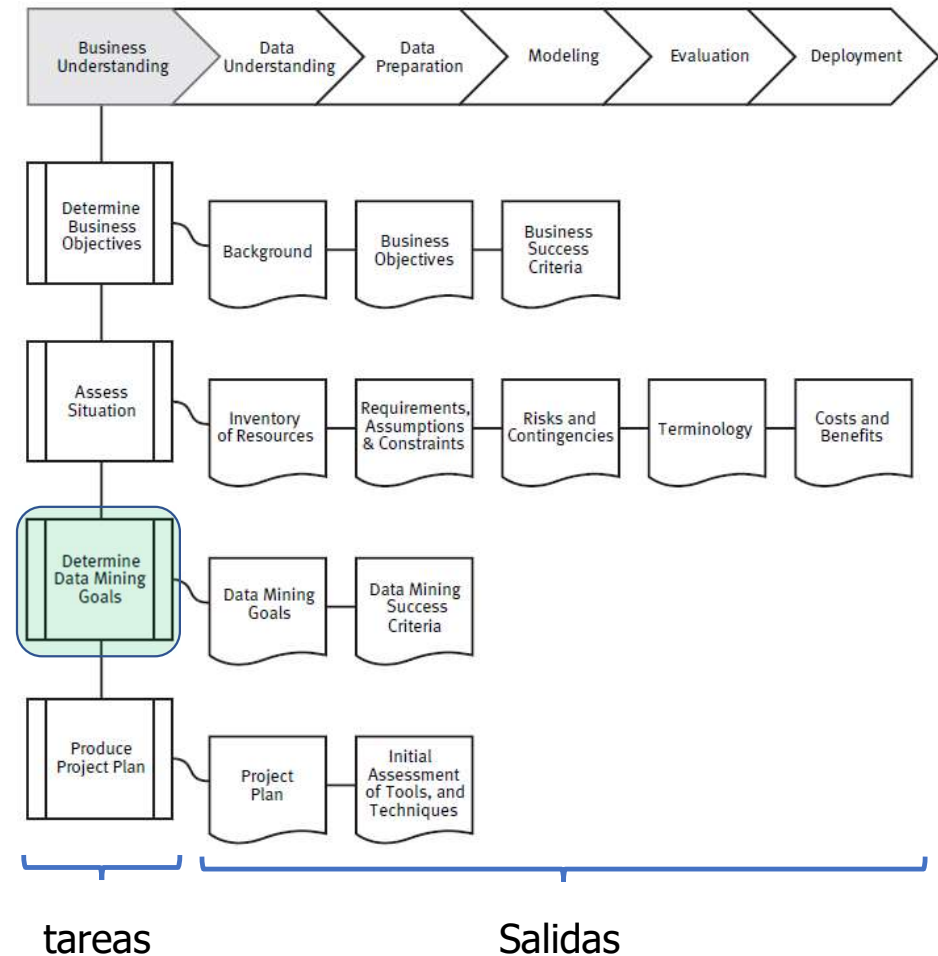 Business
Understanding
Data
Understanding
Data
Preparation
Modeling
Evaluation
Deployment
Determine
Business
Objectives
Background
Business
Objectives
Business
Success
Criteria
Assess
Situation
Inventory
of Resources
Requirements,
Assumptions
& Constraints
Risks and
Contingencies
Terminology
Costs and
Benefits
Determine
Data Mining
Goals
Data Mining
Goals
Data Mining
Success
Criteria
Produce
Project Plan
Project
Plan
Initial
Assessment
of Tools, and
Techniques
tareas
Salidas